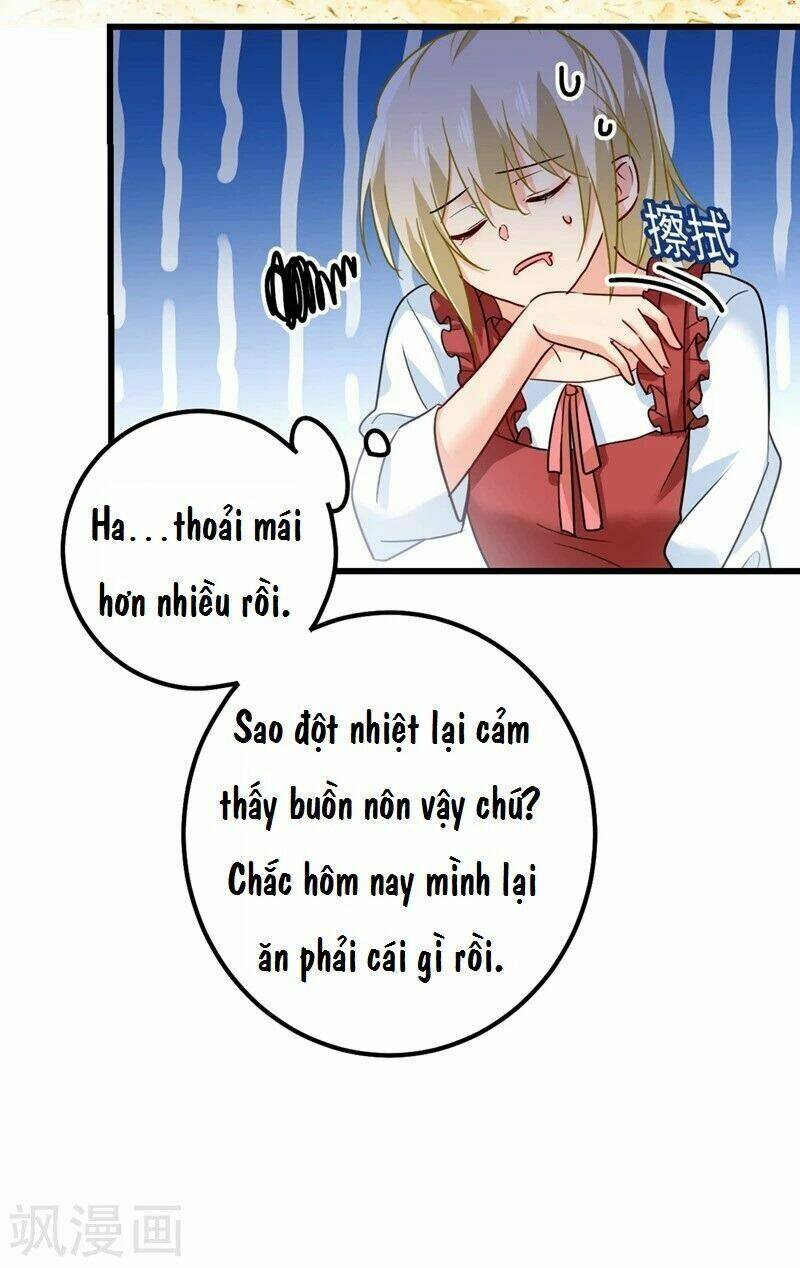 擦拭
Ha...thoải mái
hơn nhiều rồi.
Sao đột nhiệt lại cảm
thấy buồn nôn vậy chứ?
Chắc hôm nay mình lại
ăn phải cái gì rồi.
飒漫画